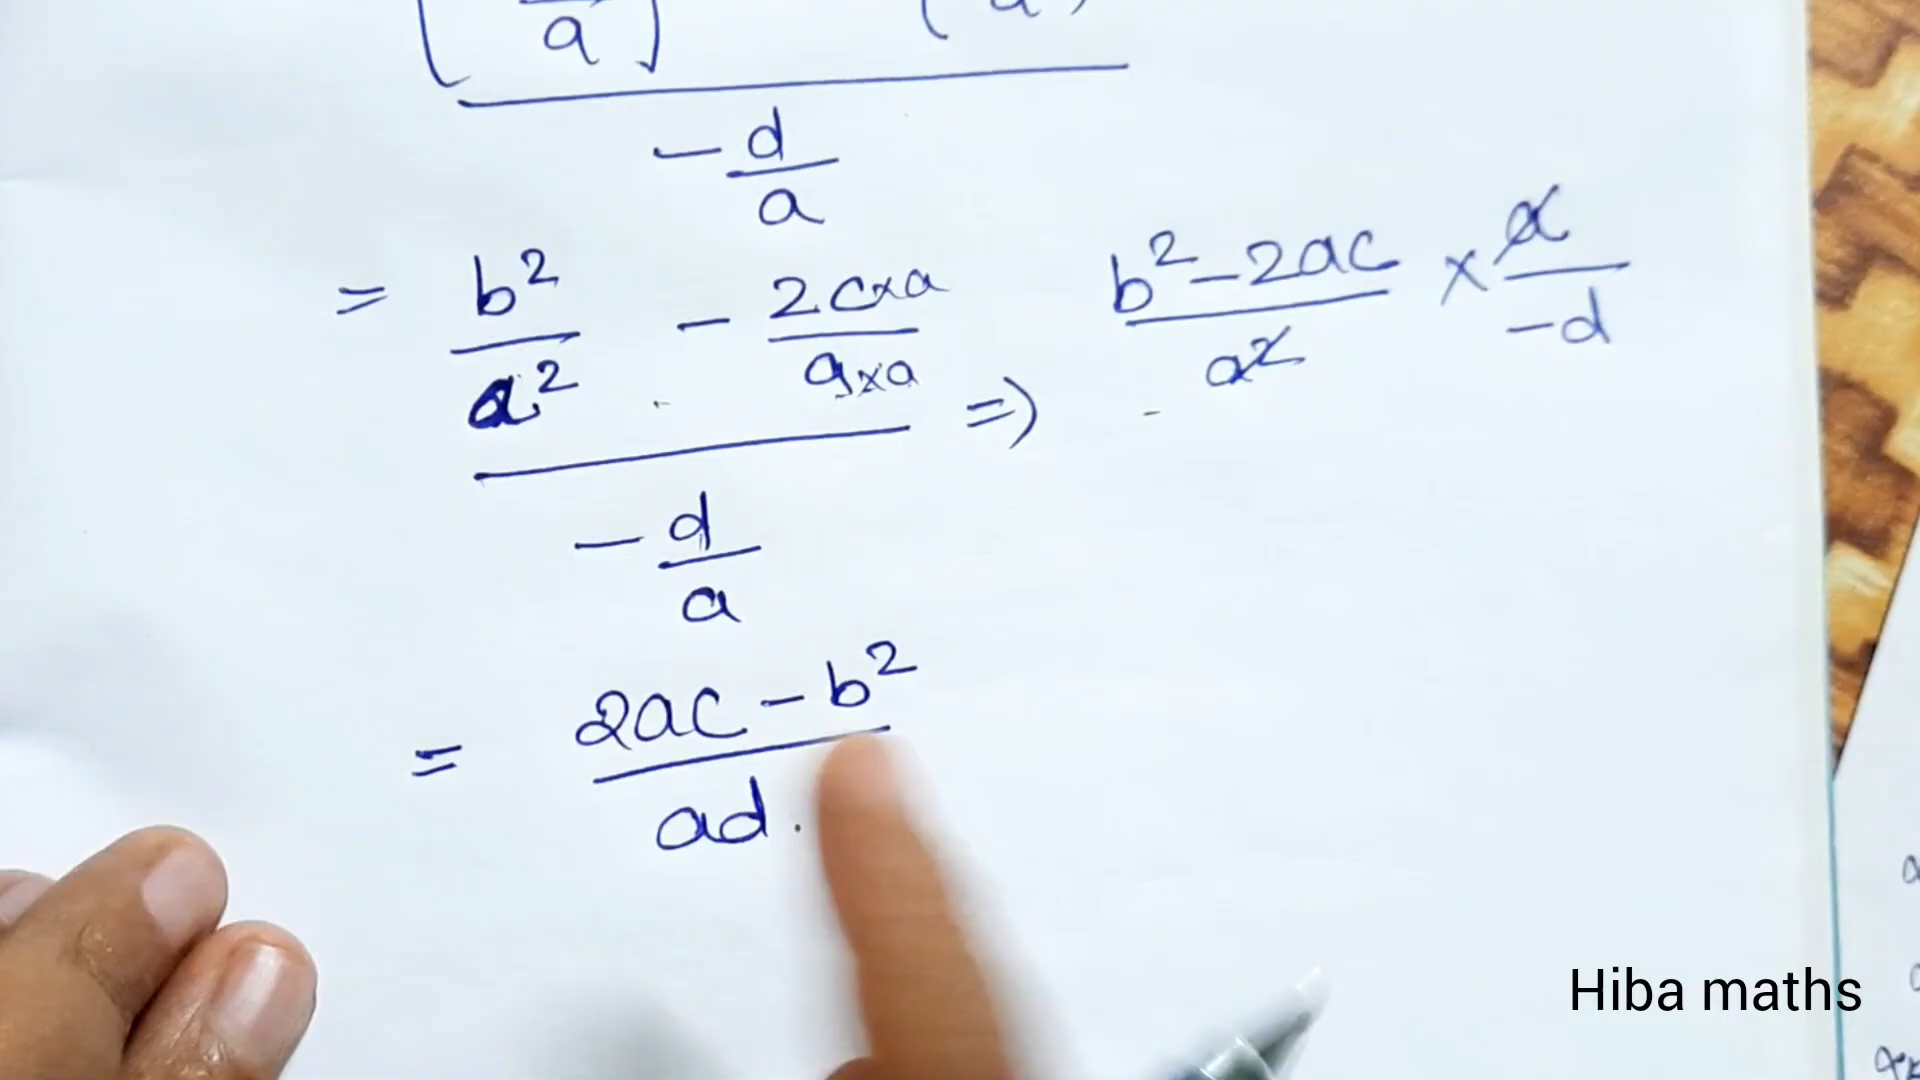 [ a ] ( a )
- d/a
= b²/a² - 2c×a/a×a => b²-2ac/a² × a/-d
- d/a
= 2ac - b²/ad.
Hiba maths